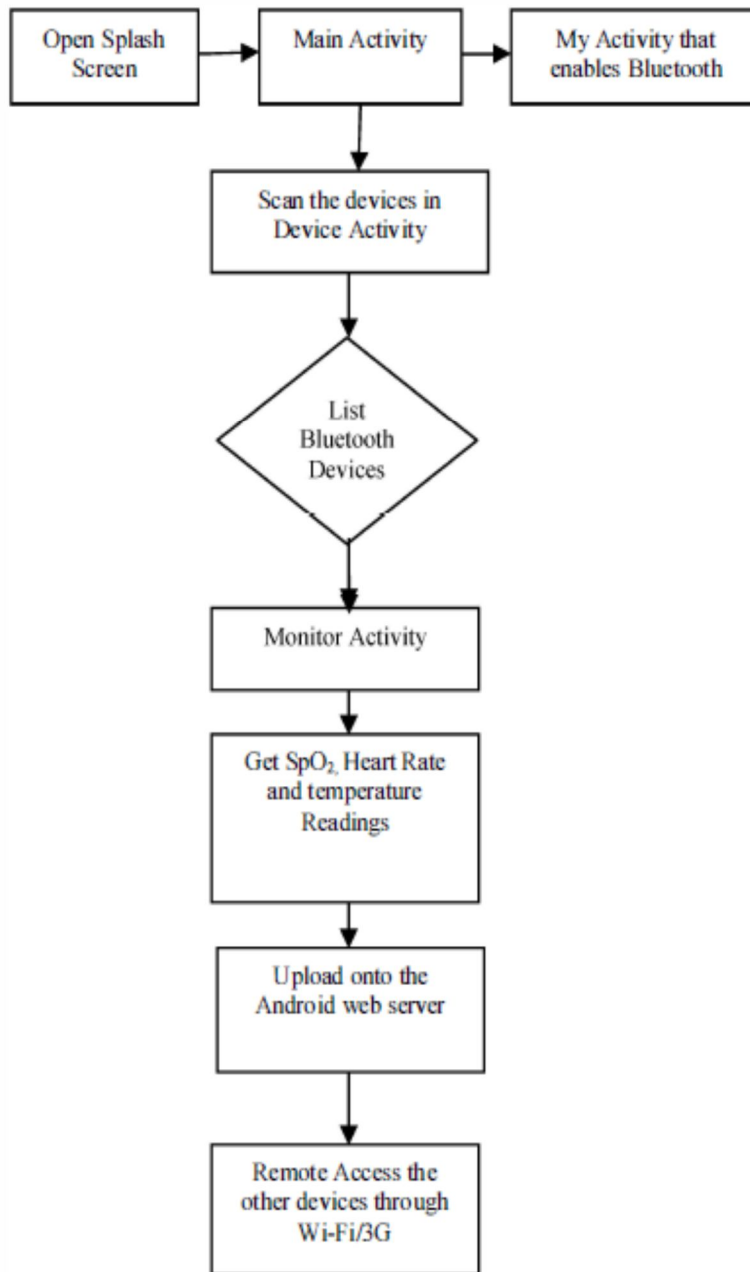 Open Splash
Screen
Main Activity
My Activity that
enables Bluetooth
Scan the devices in
Device Activity
List
Bluetooth
Devices
Monitor Activity
Get SpO₂, Heart Rate
and temperature
Readings
Upload onto the
Android web server
Remote Access the
other devices through
Wi-Fi/3G